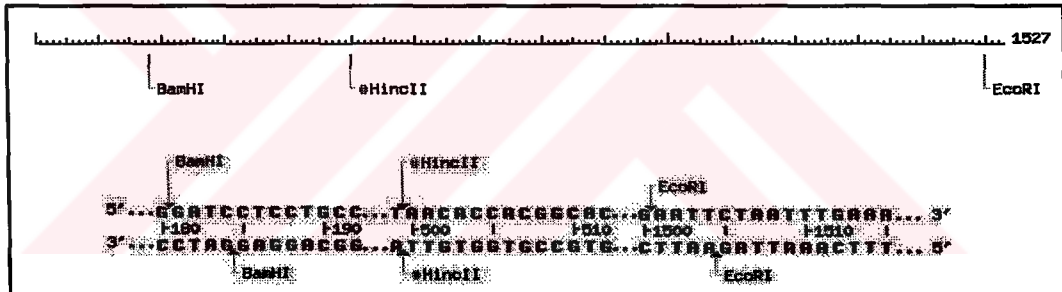 1527
BamHI eHincII EcoRI
BamHI eHincII EcoRI
5'...GGATCCTCCTGCC...TAACACCACGGCAC...GAATTCTAATTTGAAA... 3'
180 190 500 510 1500 1510
3'...CCTAGGAGGACGG...ATTGTGGTGCCGTG...CTTAAGATTAAACTTT... 5'
BamHI eHincII EcoRI